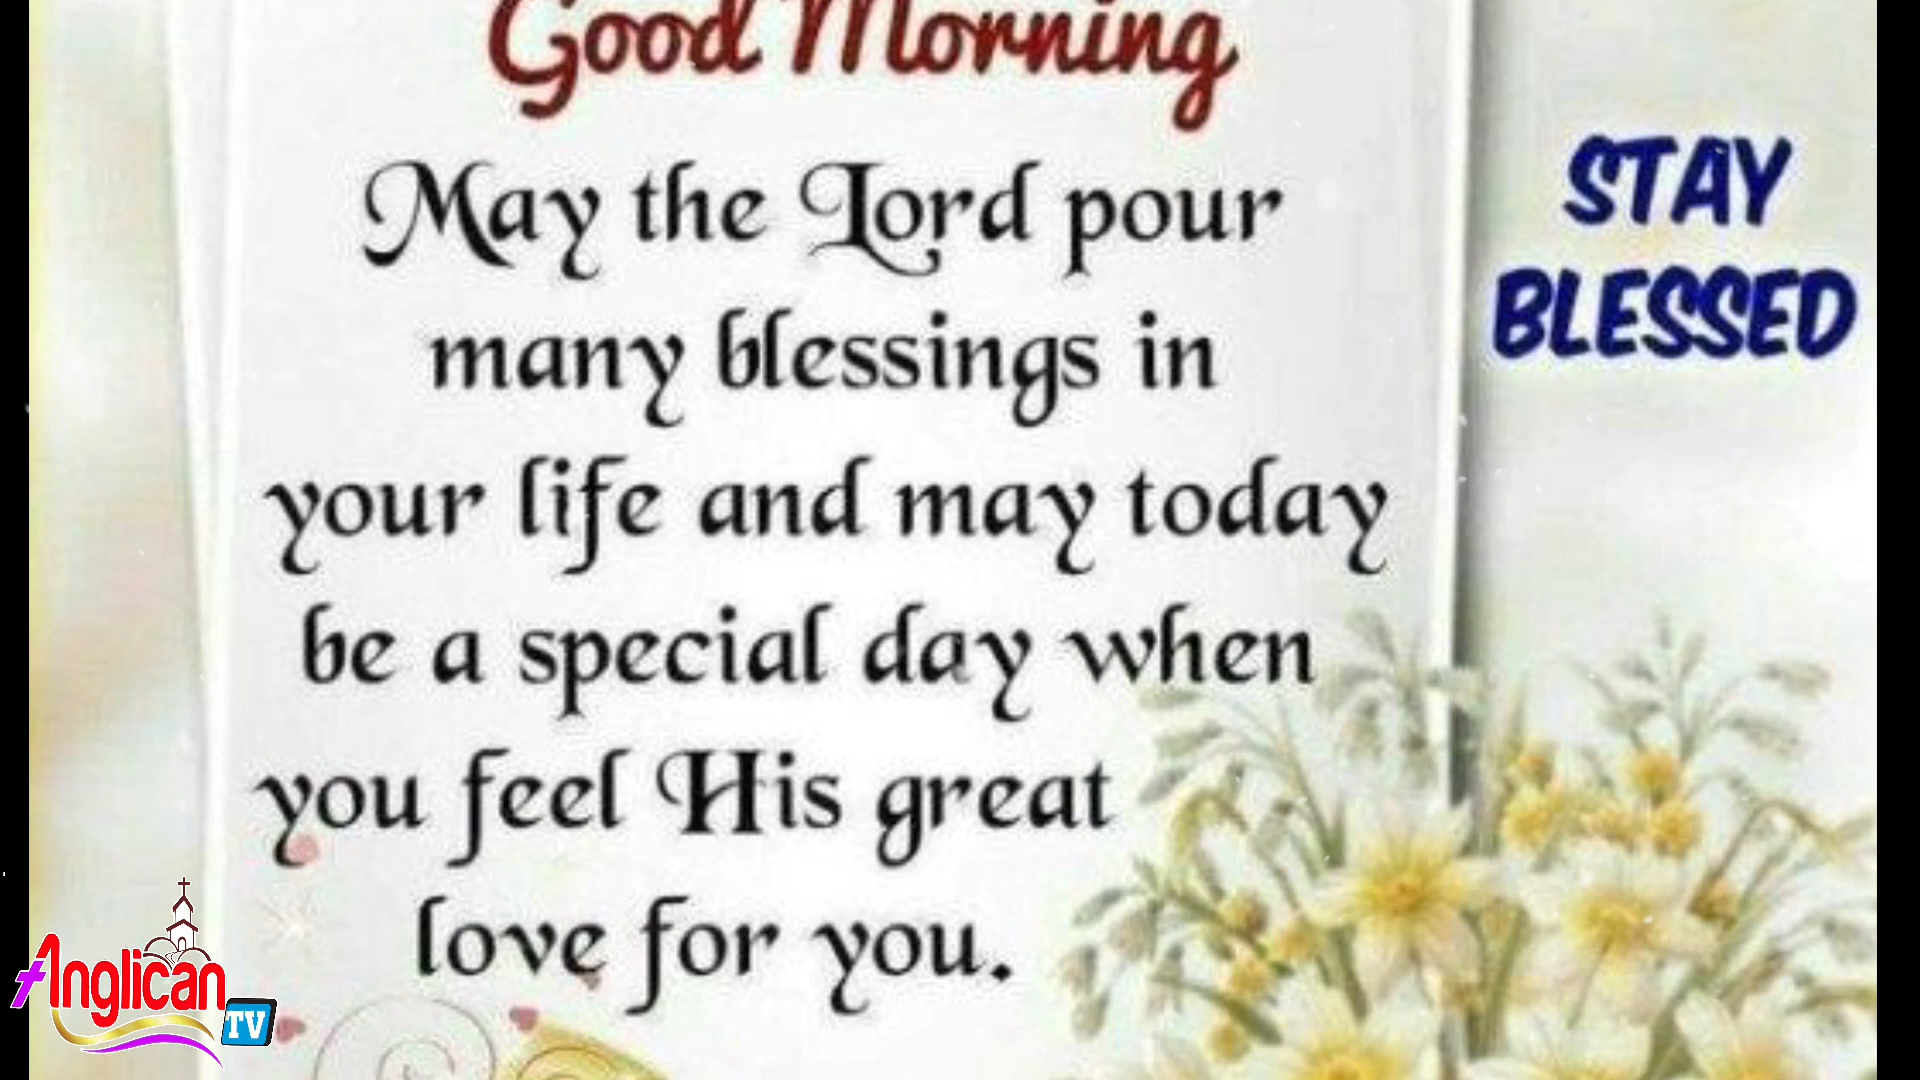 Good Morning
May the Lord pour
many blessings in
your life and may today
be a special day when
you feel His great
love for you.
STAY
BLESSED
Anglican
TV